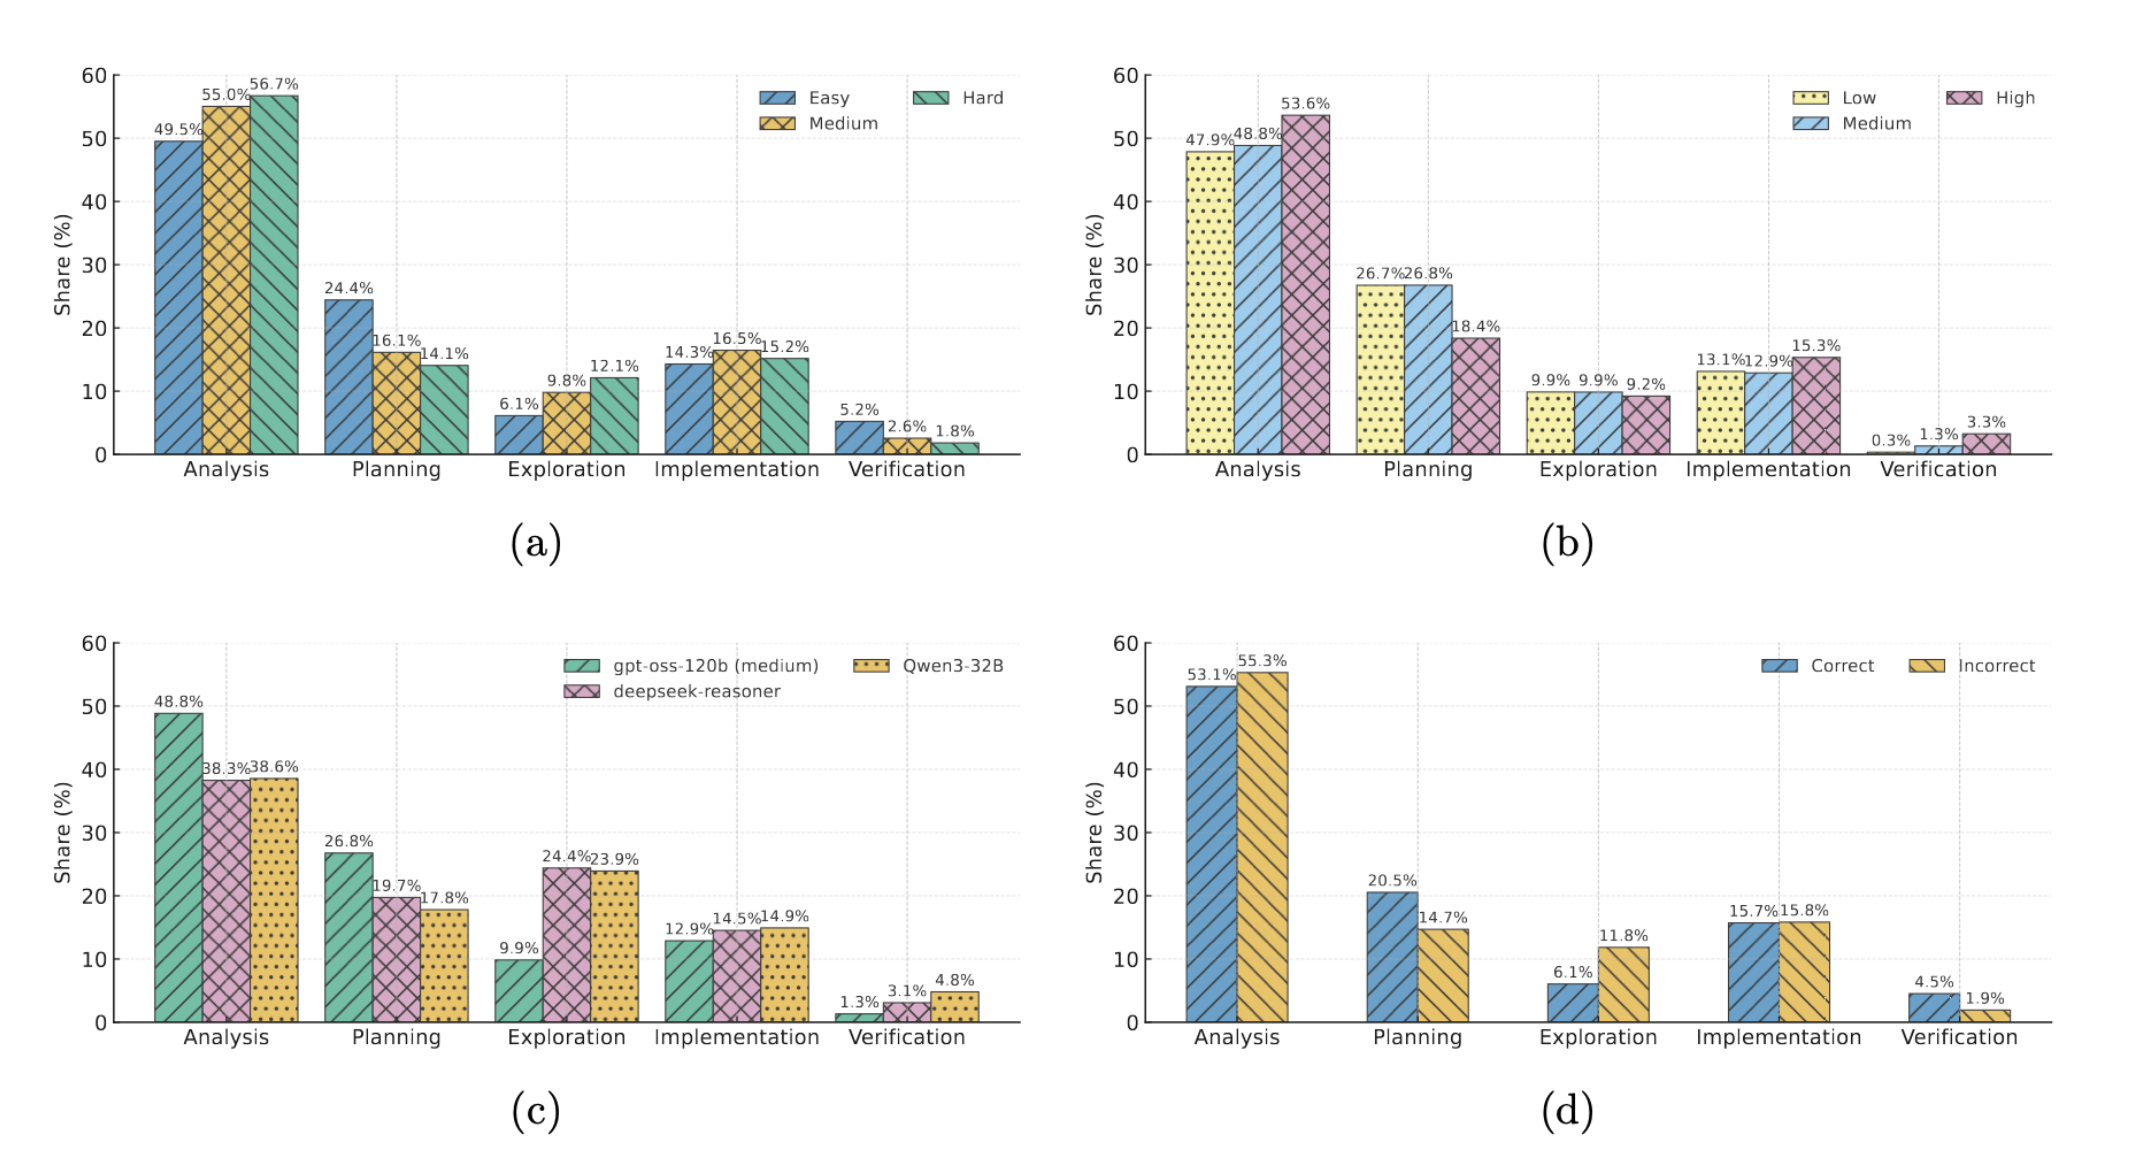 60
50
40
30
20
10
0
Share (%)
Easy
Medium
Hard
49.5% 55.0% 56.7%
24.4% 16.1% 14.1%
6.1% 9.8% 12.1%
14.3% 16.5% 15.2%
5.2% 2.6% 1.8%
Analysis Planning Exploration Implementation Verification
(a)
60
50
40
30
20
10
0
Share (%)
Low
Medium
High
47.9% 48.8% 53.6%
26.7% 26.8% 18.4%
9.9% 9.9% 9.2%
13.1% 12.9% 15.3%
0.3% 1.3% 3.3%
Analysis Planning Exploration Implementation Verification
(b)
60
50
40
30
20
10
0
Share (%)
gpt-oss-120b (medium)
deepseek-reasoner
Qwen3-32B
48.8% 38.3% 38.6%
26.8% 19.7% 17.8%
9.9% 24.4% 23.9%
12.9% 14.5% 14.9%
1.3% 3.1% 4.8%
Analysis Planning Exploration Implementation Verification
(c)
60
50
40
30
20
10
0
Share (%)
Correct Incorrect
53.1% 55.3%
20.5% 14.7%
6.1% 11.8%
15.7% 15.8%
4.5% 1.9%
Analysis Planning Exploration Implementation Verification
(d)